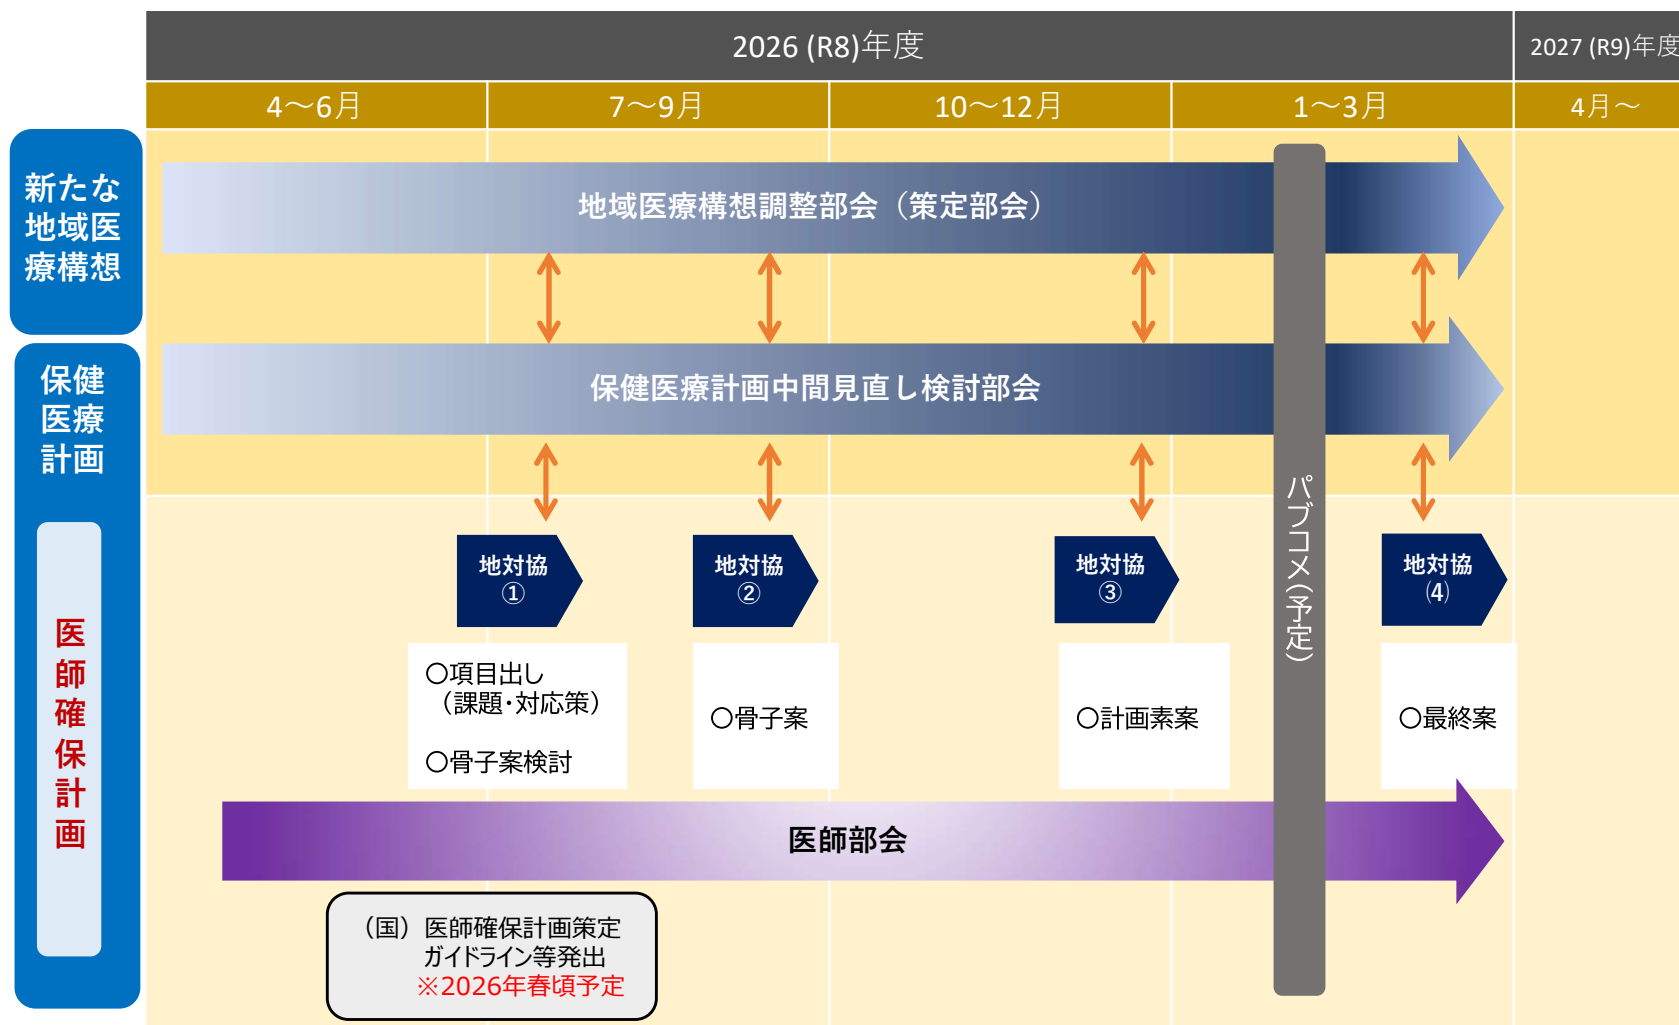 2026 (R8)年度
2027 (R9)年度
4～6月
7～9月
10～12月
1～3月
4月～
新たな
地域医
療構想
地域医療構想調整部会（策定部会）
保健
医療
計画
保健医療計画中間見直し検討部会
パブコメ(予定)
医師確保計画
地対協
①
地対協
②
地対協
③
地対協
⑷
○項目出し
（課題・対応策）
○骨子案検討
○骨子案
○計画素案
○最終案
医師部会
（国）医師確保計画策定
ガイドライン等発出
※2026年春頃予定